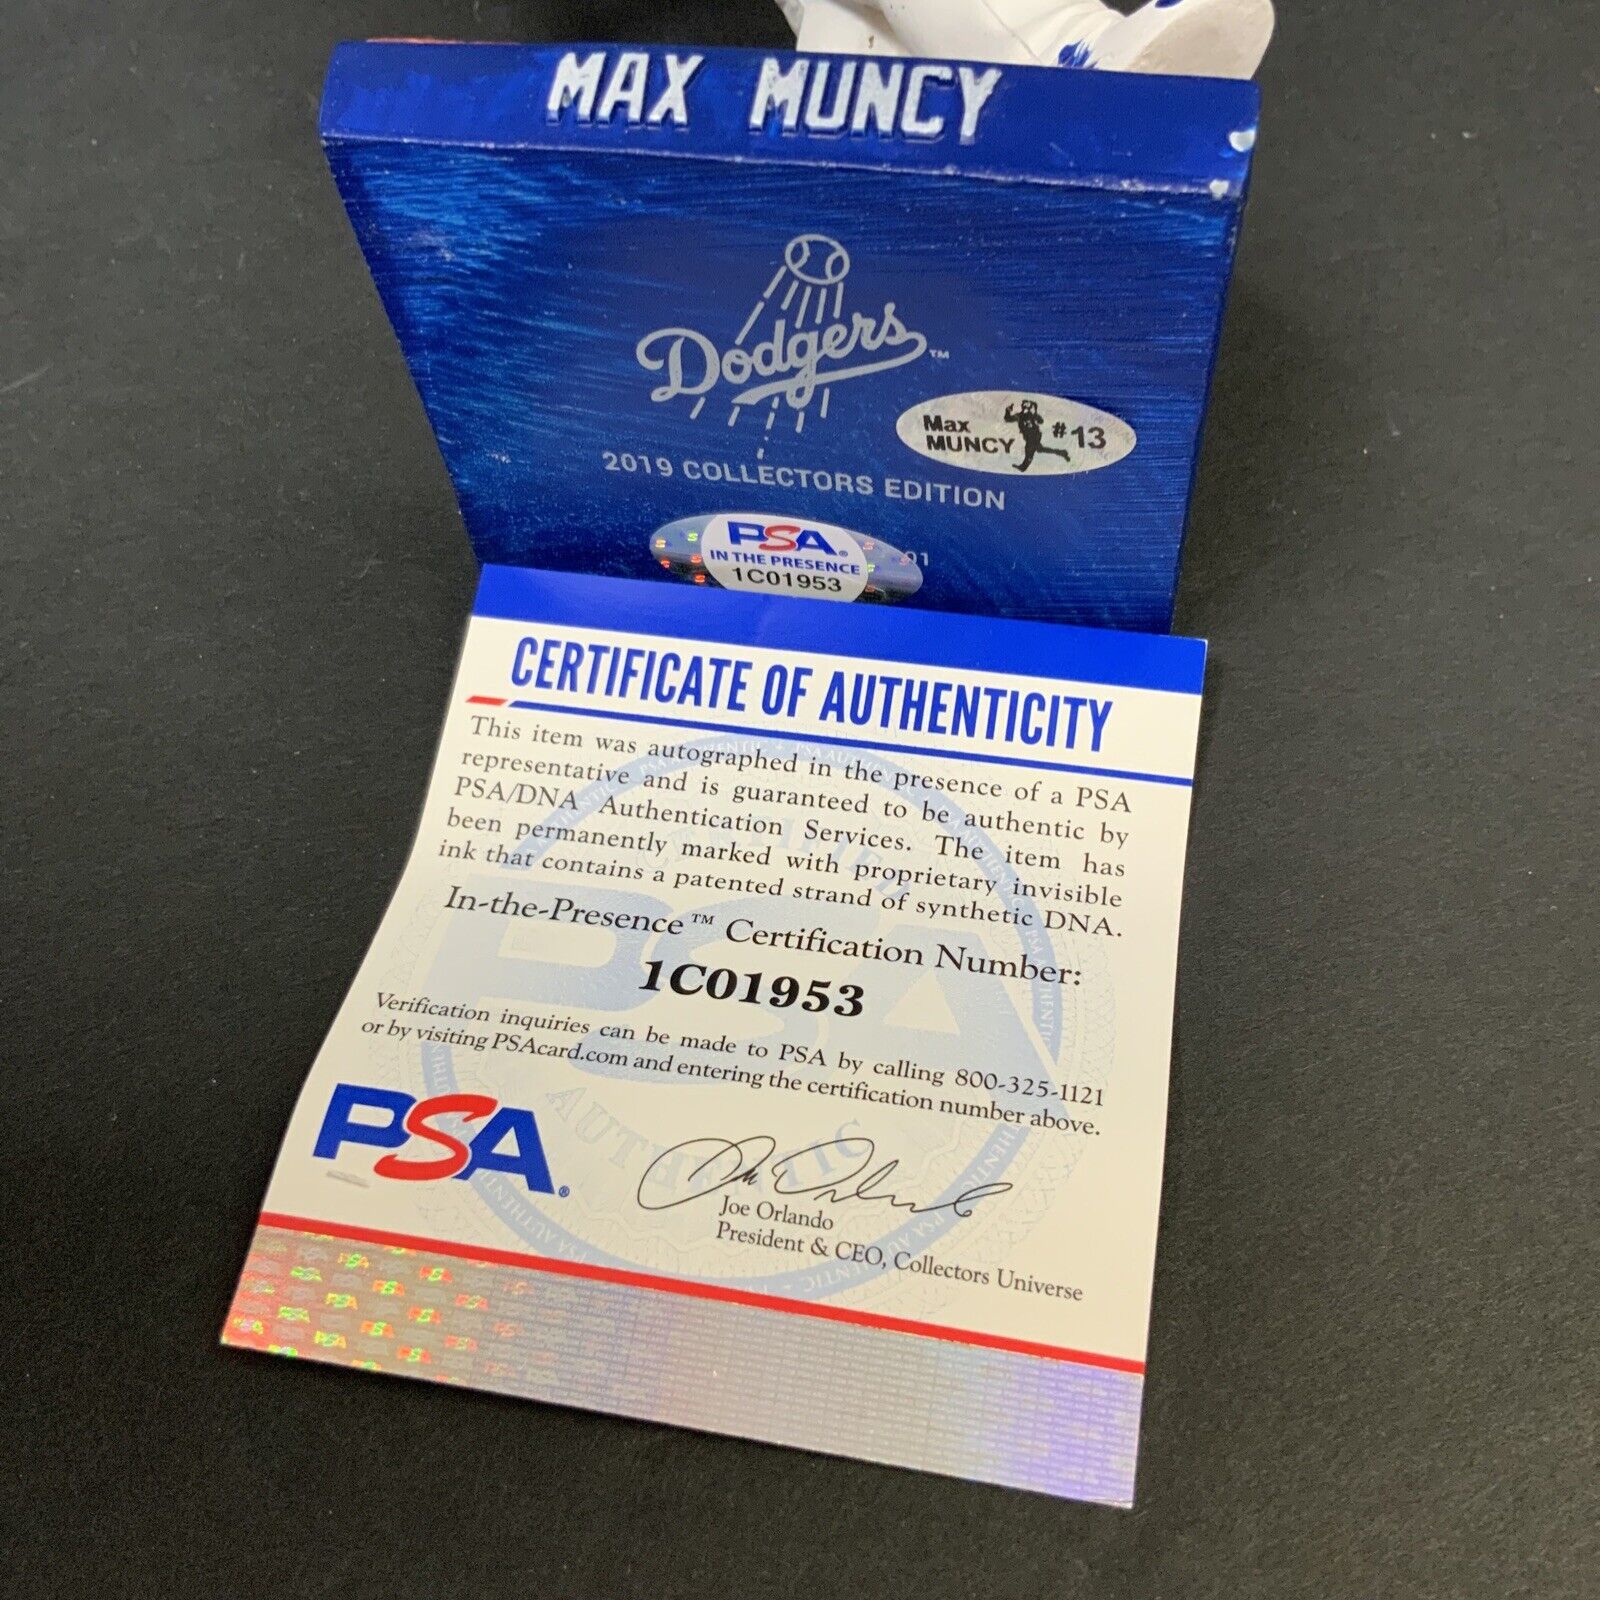 MAX MUNCY
Dodgers™
Max
MUNCY
#13
2019 COLLECTORS EDITION
PSA®
IN THE PRESENCE
1C01953
CERTIFICATE OF AUTHENTICITY
This item was autographed in the presence of a PSA
representative and is guaranteed to be authentic by
PSA/DNA Authentication Services. The item has
been permanently marked with proprietary invisible
ink that contains a patented strand of synthetic DNA.
In-the-Presence™ Certification Number:
1C01953
Verification inquiries can be made to PSA by calling 800-325-1121
or by visiting PSAcard.com and entering the certification number above.
PSA®
Joe Orlando
President & CEO, Collectors Universe